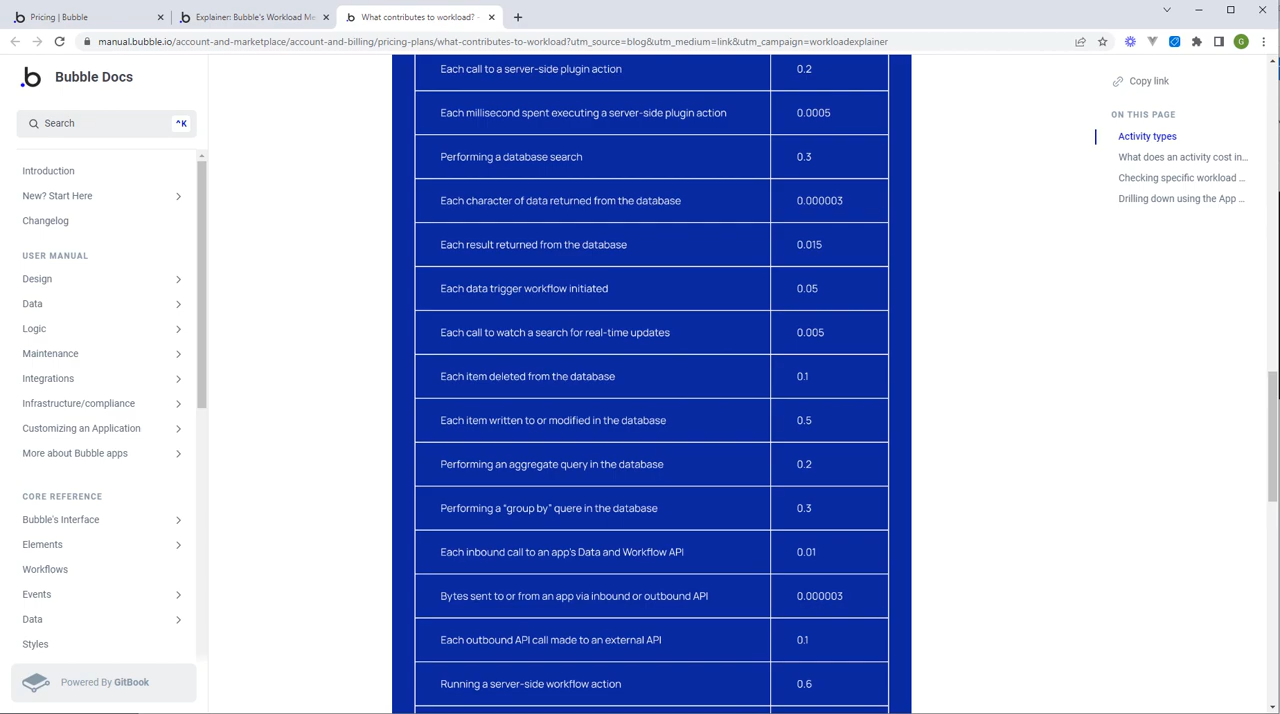 Pricing | Bubble
Explainer: Bubble's Workload Me
What contributes to workload? -
manual.bubble.io/account-and-marketplace/account-and-billing/pricing-plans/what-contributes-to-workload?utm_source=blog&utm_medium=link&utm_campaign=workloadexplainer
G
.b Bubble Docs
Search ^K
Introduction
New? Start Here
Changelog
USER MANUAL
Design
Data
Logic
Maintenance
Integrations
Infrastructure/compliance
Customizing an Application
More about Bubble apps
CORE REFERENCE
Bubble's Interface
Elements
Workflows
Events
Data
Styles
Powered By GitBook
Each call to a server-side plugin action 0.2
Each millisecond spent executing a server-side plugin action 0.0005
Performing a database search 0.3
Each character of data returned from the database 0.000003
Each result returned from the database 0.015
Each data trigger workflow initiated 0.05
Each call to watch a search for real-time updates 0.005
Each item deleted from the database 0.1
Each item written to or modified in the database 0.5
Performing an aggregate query in the database 0.2
Performing a “group by” quere in the database 0.3
Each inbound call to an app's Data and Workflow API 0.01
Bytes sent to or from an app via inbound or outbound API 0.000003
Each outbound API call made to an external API 0.1
Running a server-side workflow action 0.6
Copy link
ON THIS PAGE
Activity types
What does an activity cost in...
Checking specific workload ...
Drilling down using the App ...